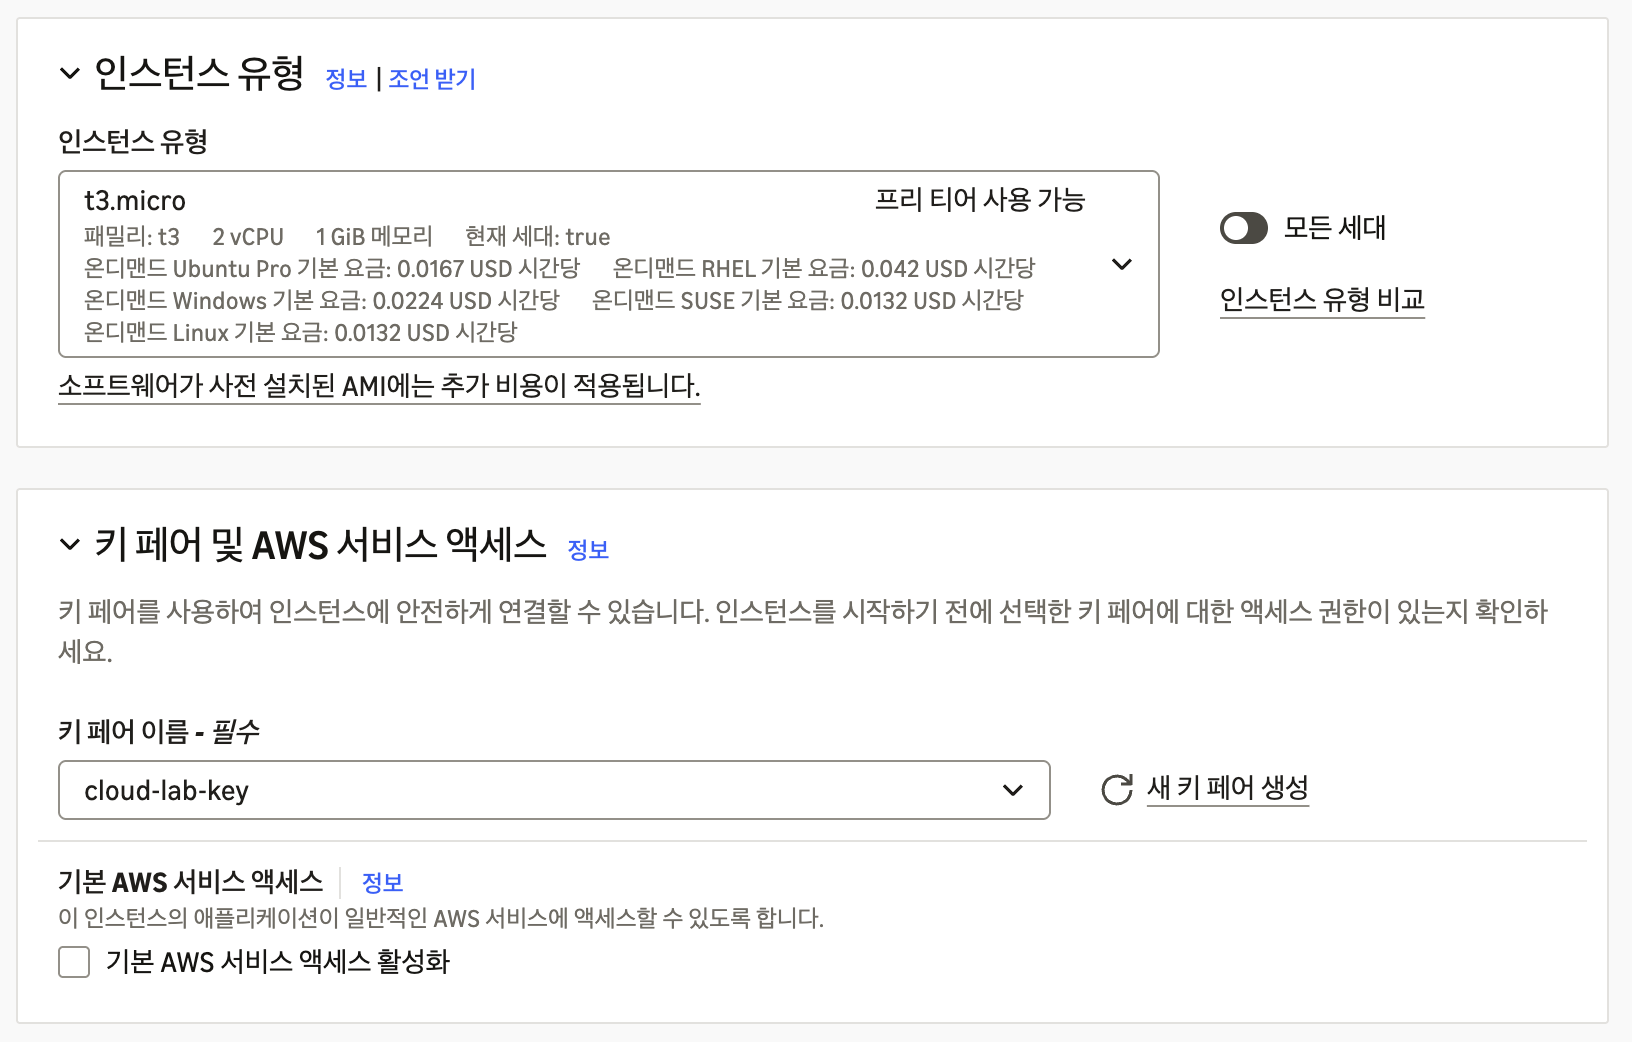 인스턴스 유형 정보 | 조언 받기
인스턴스 유형
t3.micro 프리 티어 사용 가능
패밀리: t3 2 vCPU 1 GiB 메모리 현재 세대: true
온디맨드 Ubuntu Pro 기본 요금: 0.0167 USD 시간당 온디맨드 RHEL 기본 요금: 0.042 USD 시간당
온디맨드 Windows 기본 요금: 0.0224 USD 시간당 온디맨드 SUSE 기본 요금: 0.0132 USD 시간당
온디맨드 Linux 기본 요금: 0.0132 USD 시간당
모든 세대
인스턴스 유형 비교
소프트웨어가 사전 설치된 AMI에는 추가 비용이 적용됩니다.
키 페어 및 AWS 서비스 액세스 정보
키 페어를 사용하여 인스턴스에 안전하게 연결할 수 있습니다. 인스턴스를 시작하기 전에 선택한 키 페어에 대한 액세스 권한이 있는지 확인하
세요.
키 페어 이름 - 필수
cloud-lab-key
새 키 페어 생성
기본 AWS 서비스 액세스 정보
이 인스턴스의 애플리케이션이 일반적인 AWS 서비스에 액세스할 수 있도록 합니다.
기본 AWS 서비스 액세스 활성화